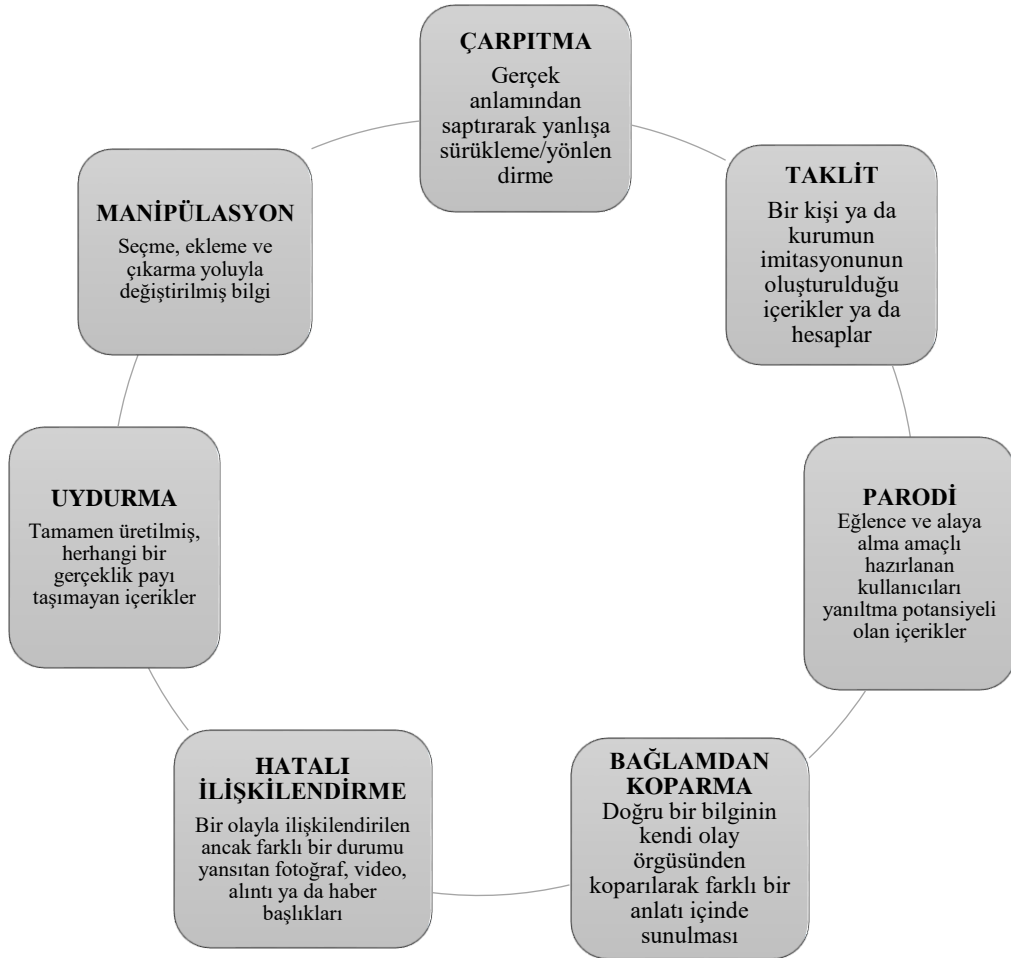 ÇARPITMA
Gerçek
anlamından
saptırarak yanlışa
sürükleme/yönlen
dirme
TAKLİT
Bir kişi ya da
kurumun
imitasyonunun
oluşturulduğu
içerikler ya da
hesaplar
PARODİ
Eğlence ve alaya
alma amaçlı
hazırlanan
kullanıcıları
yanıltma potansiyeli
olan içerikler
BAĞLAMDAN
KOPARMA
Doğru bir bilginin
kendi olay
örgüsünden
koparılarak farklı bir
anlatı içinde
sunulması
HATALI
İLİŞKİLENDİRME
Bir olayla ilişkilendirilen
ancak farklı bir durumu
yansıtan fotoğraf, video,
alıntı ya da haber
başlıkları
UYDURMA
Tamamen üretilmiş,
herhangi bir
gerçeklik payı
taşımayan içerikler
MANİPÜLASYON
Seçme, ekleme ve
çıkarma yoluyla
değiştirilmiş bilgi